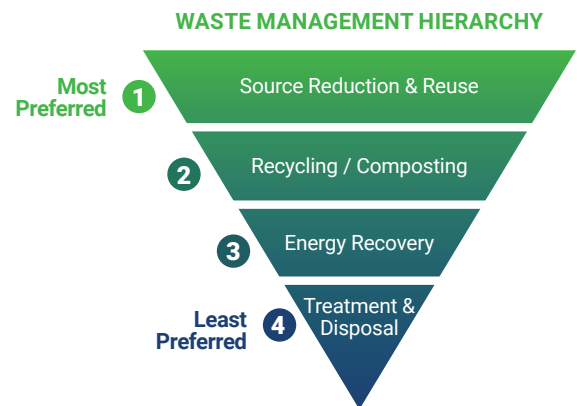 WASTE MANAGEMENT HIERARCHY
Most
Preferred
1
Source Reduction & Reuse
2
Recycling / Composting
3
Energy Recovery
Least
Preferred
4
Treatment &
Disposal